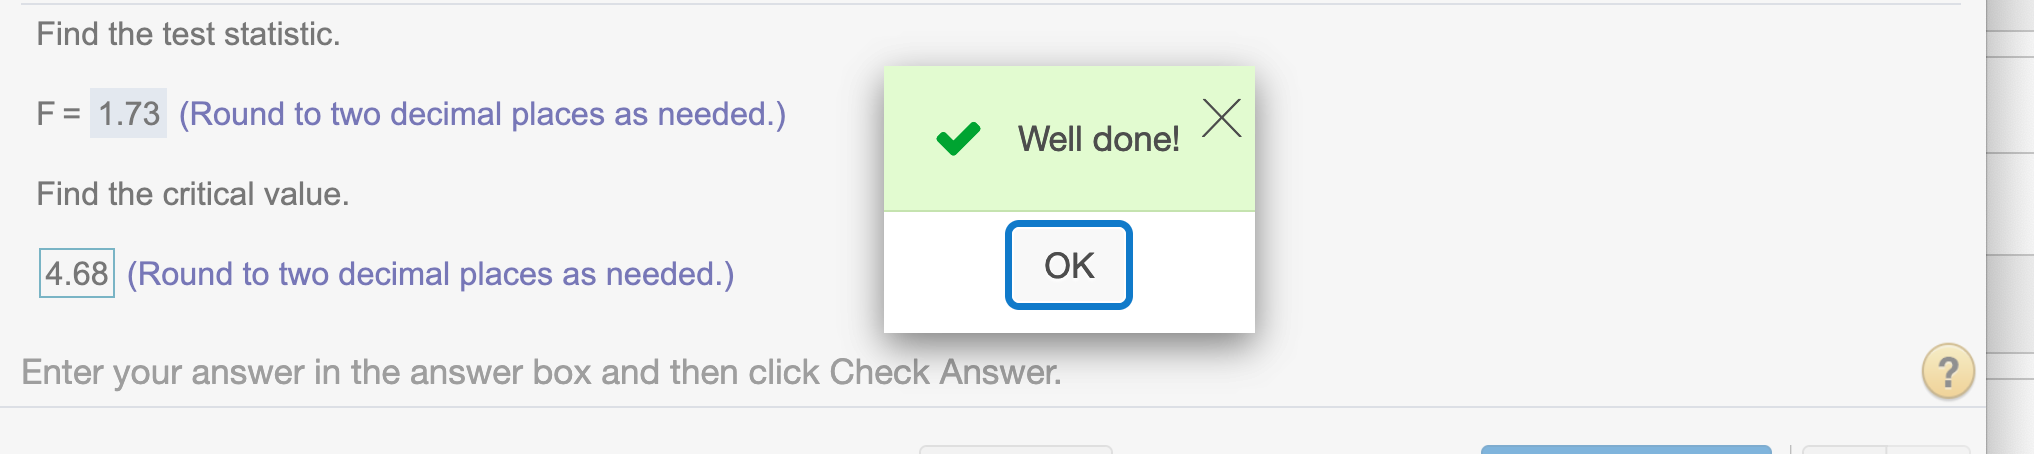 Find the test statistic.
F = 1.73 (Round to two decimal places as needed.)
Well done!
Find the critical value.
4.68 (Round to two decimal places as needed.)
OK
Enter your answer in the answer box and then click Check Answer.
?